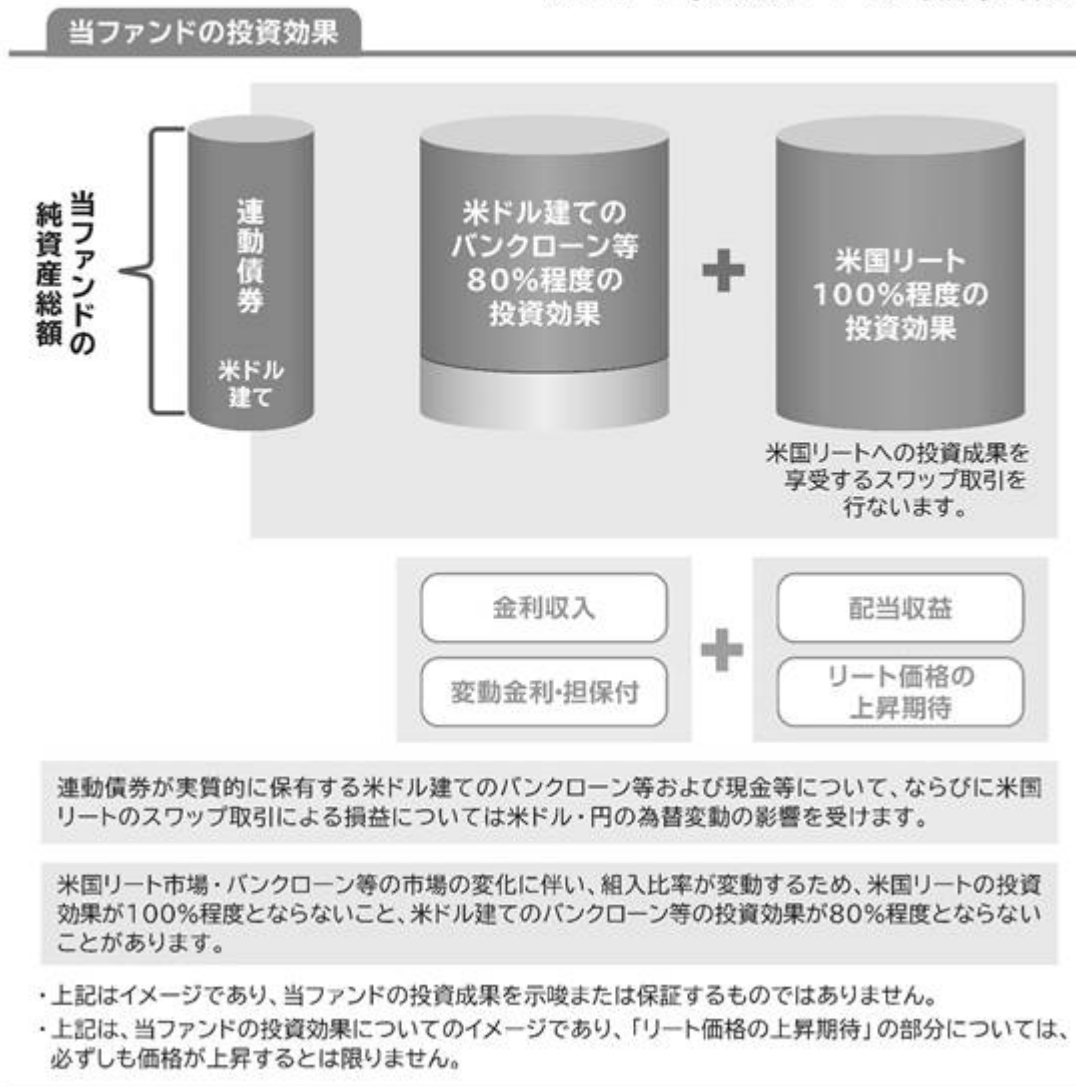 当ファンドの投資効果
当ファンドの
純資産総額
連動債券
米ドル
建て
米ドル建ての
バンクローン等
80%程度の
投資効果
+
米国リート
100%程度の
投資効果
米国リートへの投資成果を
享受するスワップ取引を
行ないます。
金利収入
変動金利・担保付
+
配当収益
リート価格の
上昇期待
連動債券が実質的に保有する米ドル建てのバンクローン等および現金等について、ならびに米国
リートのスワップ取引による損益については米ドル・円の為替変動の影響を受けます。
米国リート市場・バンクローン等の市場の変化に伴い、組入比率が変動するため、米国リートの投資
効果が100%程度とならないこと、米ドル建てのバンクローン等の投資効果が80%程度とならない
ことがあります。
・上記はイメージであり、当ファンドの投資成果を示唆または保証するものではありません。
・上記は、当ファンドの投資効果についてのイメージであり、「リート価格の上昇期待」の部分については、
必ずしも価格が上昇するとは限りません。